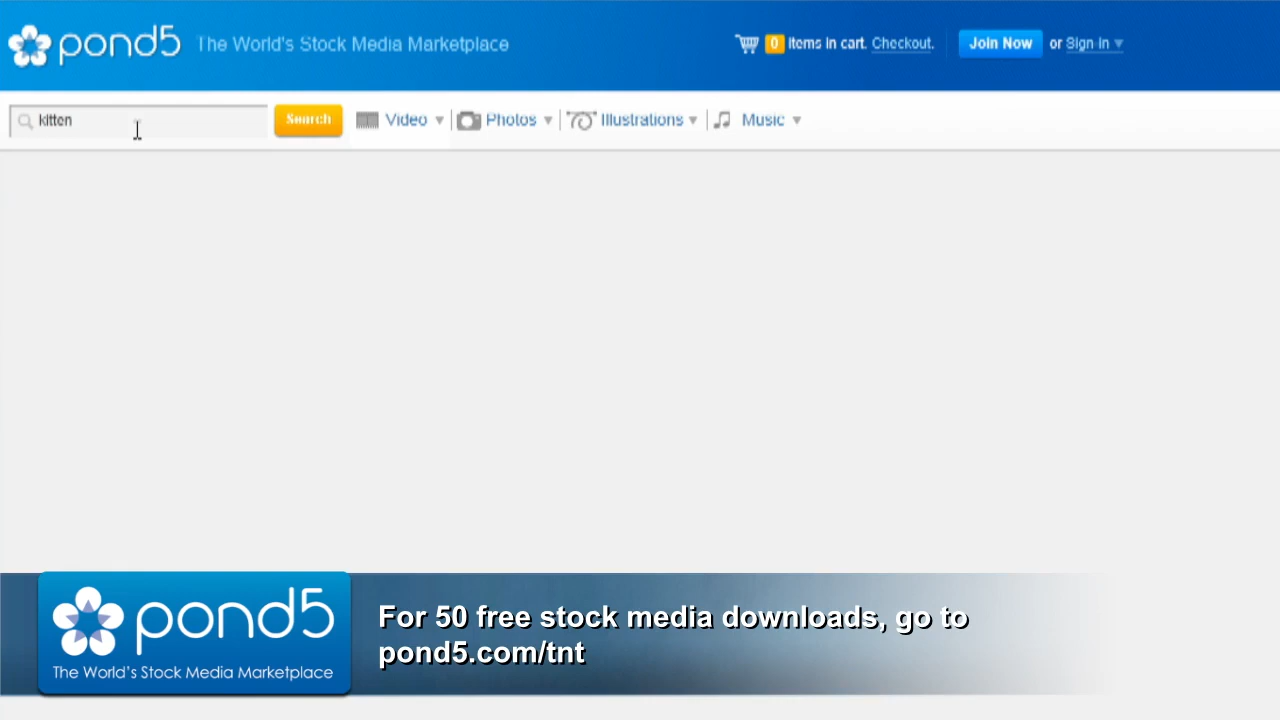 pond5 The World's Stock Media Marketplace 0 items in cart. Checkout. Join Now or Sign In
kitten Search Video Photos Illustrations Music
pond5
The World's Stock Media Marketplace
For 50 free stock media downloads, go to
pond5.com/tnt